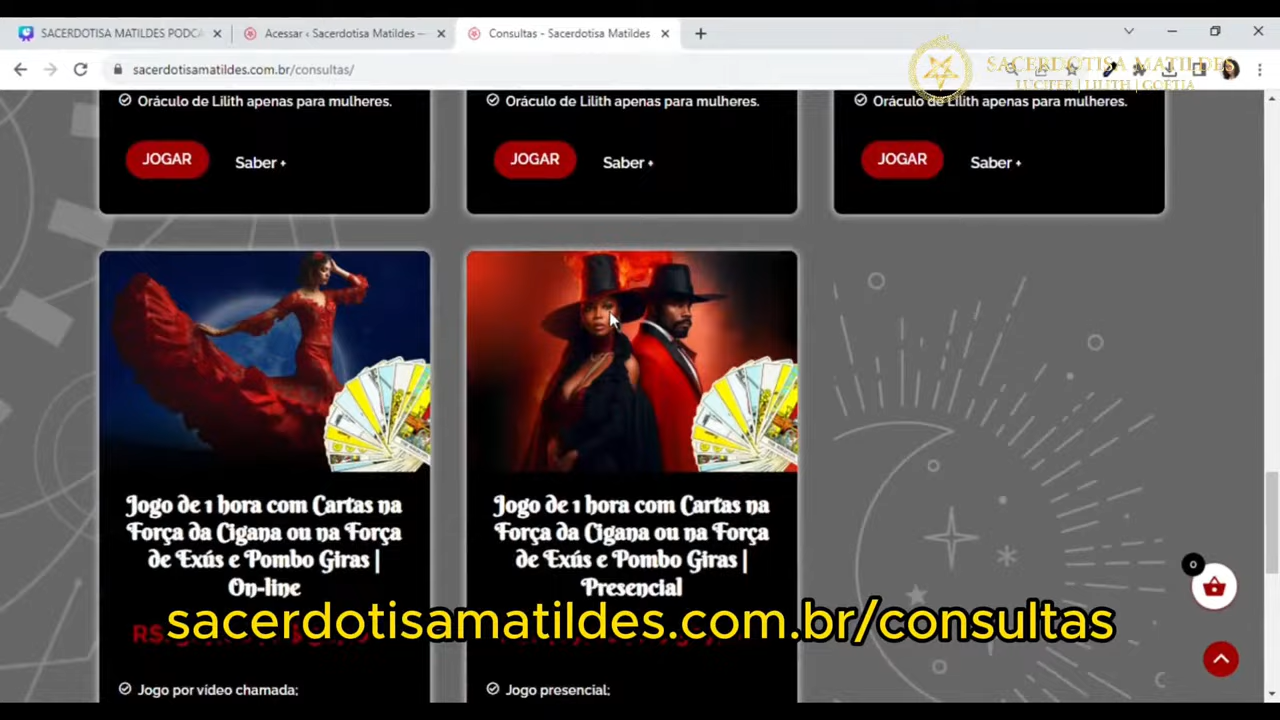 SACERDOTISA MATILDES PODCA
Acessar ‹ Sacerdotisa Matildes —
Consultas - Sacerdotisa Matildes
sacerdotisamatildes.com.br/consultas/
SACERDOTISA MATILDES
LÚCIFER | LILITH | GOÉTIA
Oráculo de Lilith apenas para mulheres.
Oráculo de Lilith apenas para mulheres.
Oráculo de Lilith apenas para mulheres.
JOGAR Saber +
JOGAR Saber +
JOGAR Saber +
Jogo de 1 hora com Cartas na
Força da Cigana ou na Força
de Exús e Pombo Giras |
On-line
Jogo de 1 hora com Cartas na
Força da Cigana ou na Força
de Exús e Pombo Giras |
Presencial
0
sacerdotisamatildes.com.br/consultas
Jogo por vídeo chamada;
Jogo presencial;